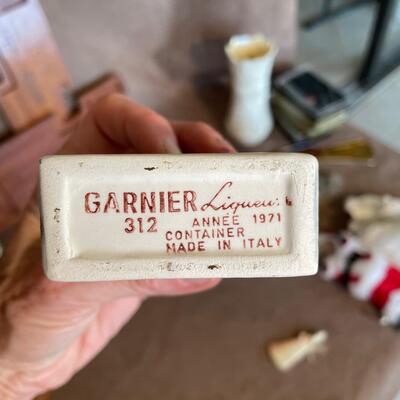 GARNIER Liqueur
312 ANNÉE 1971
CONTAINER
MADE IN ITALY